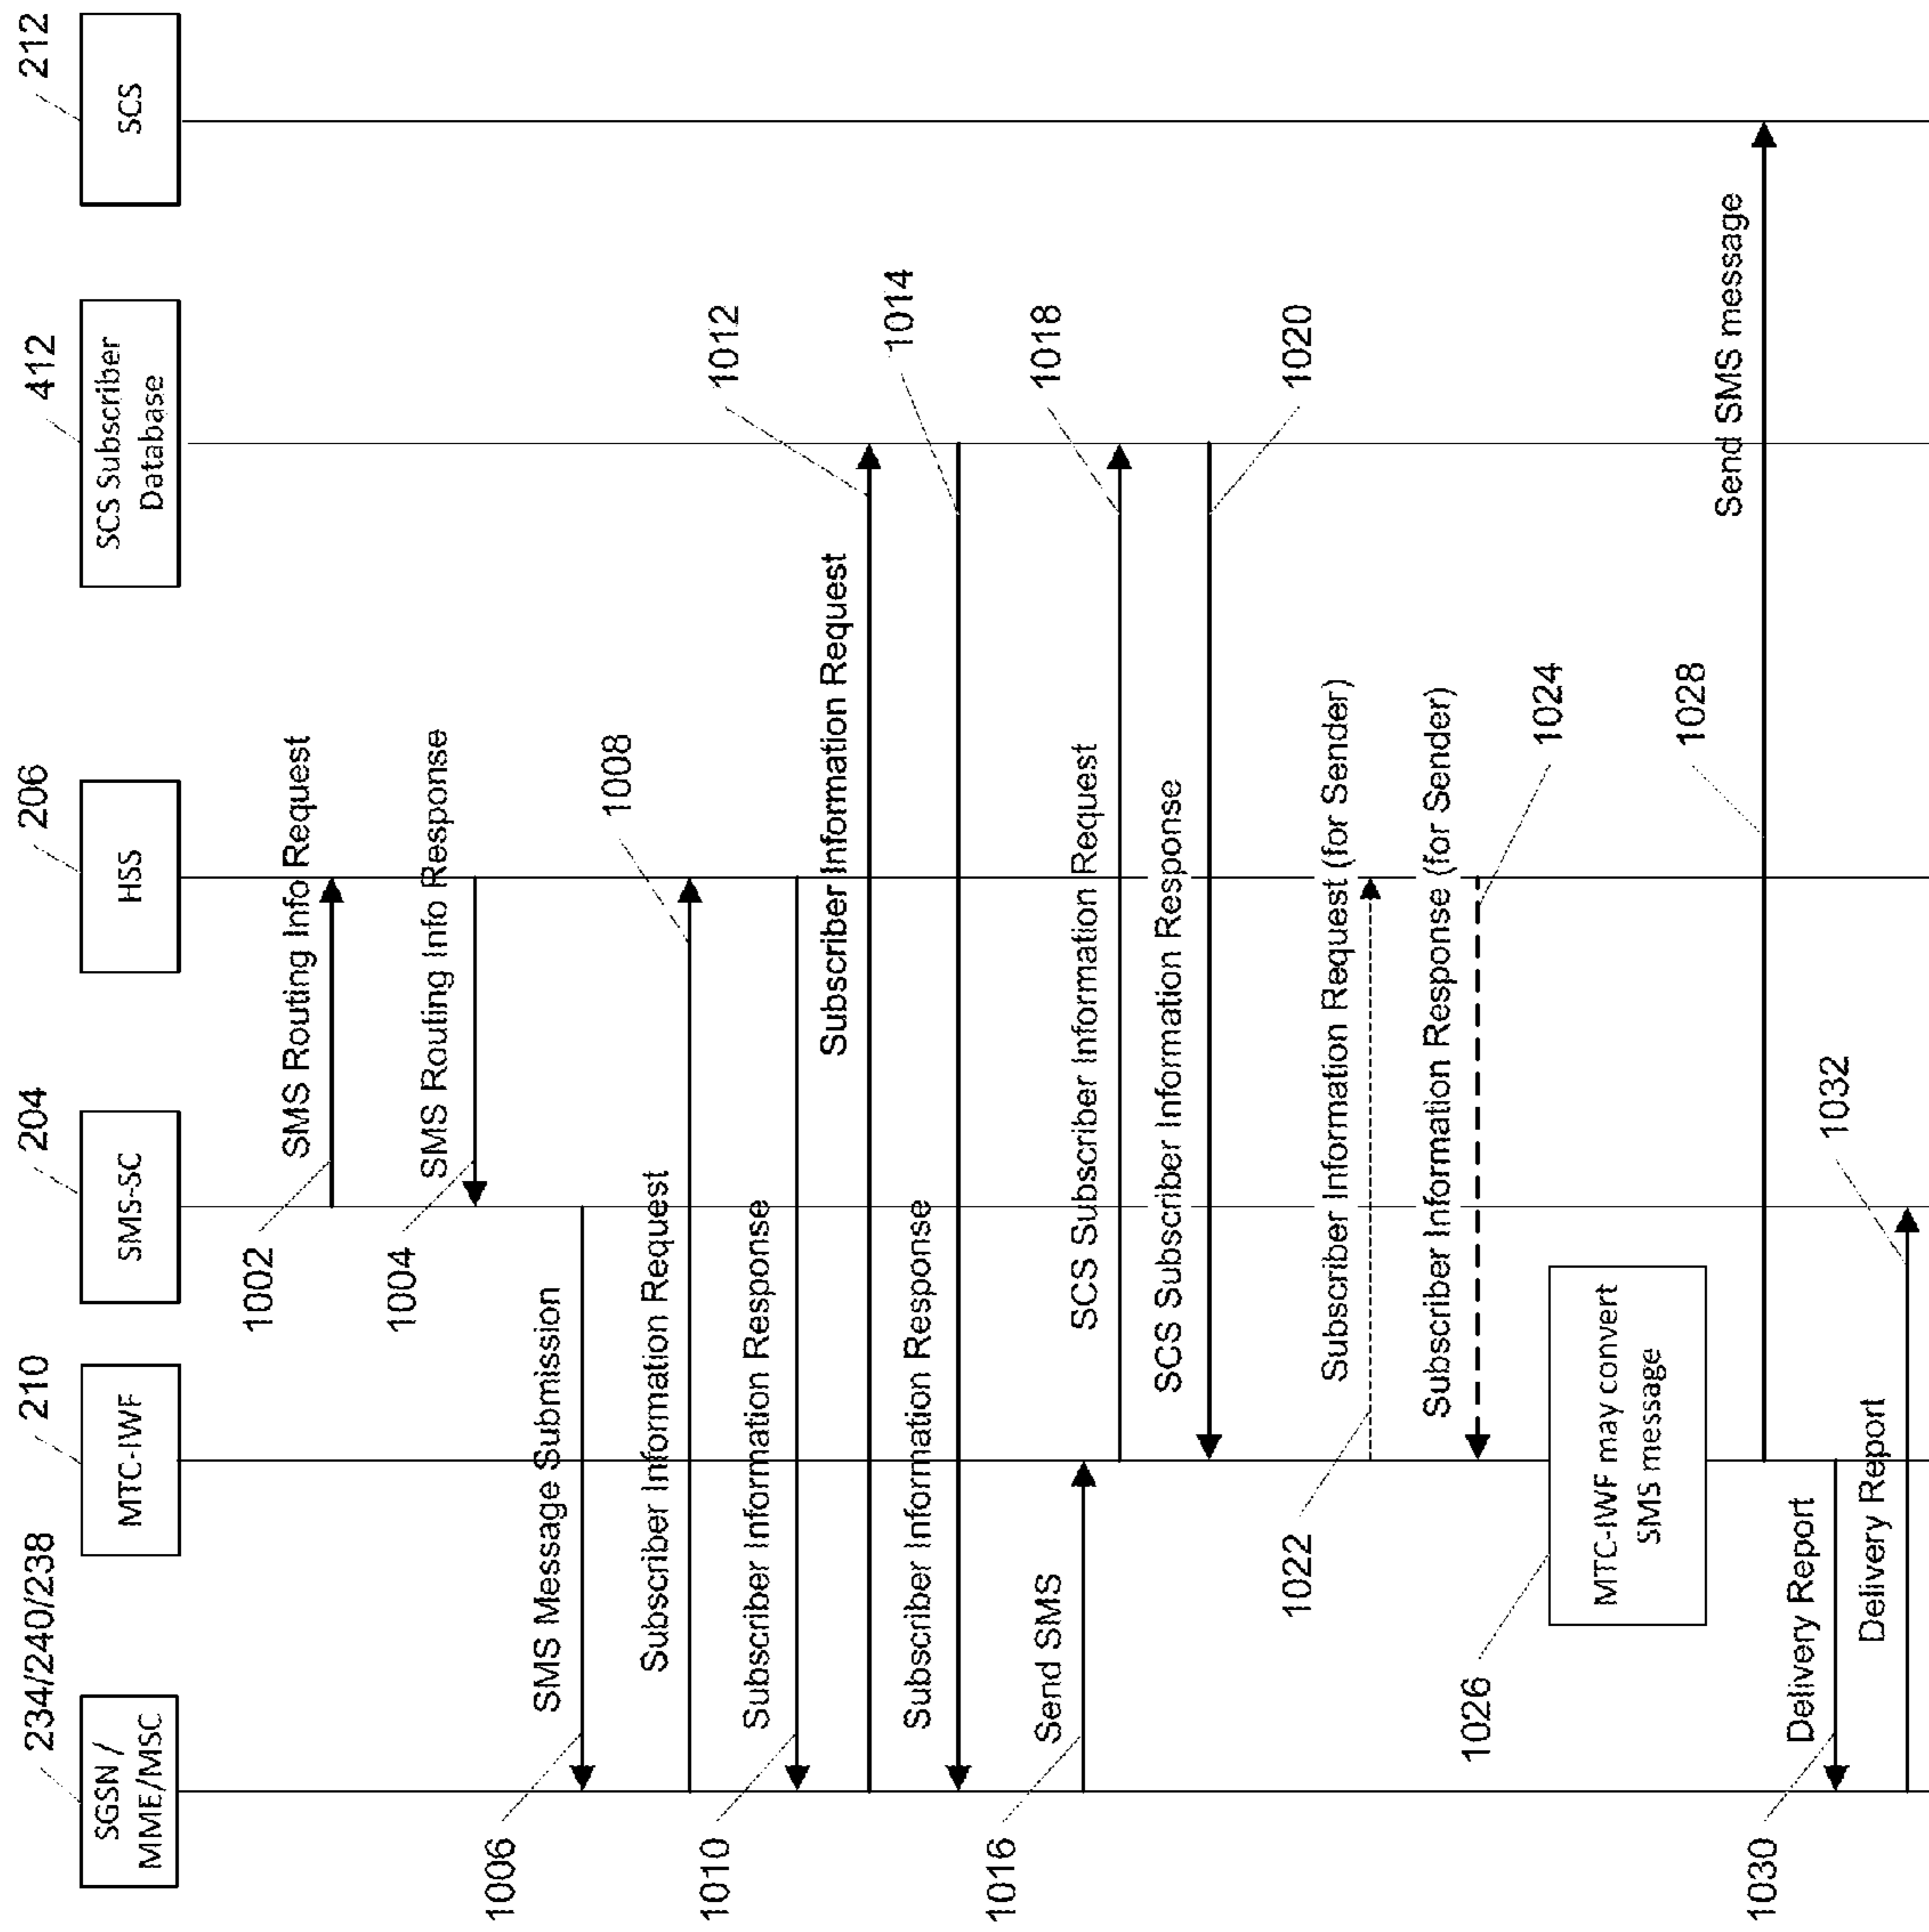 234/240/238
210
204
206
412
212
SGSN /
MME/MSC
MTC-IWF
SMS-SC
HSS
SCS Subscriber
Database
SCS
1002
SMS Routing Info Request
1004
SMS Routing Info Response
1006
SMS Message Submission
Subscriber Information Request
1008
1010
Subscriber Information Response
Subscriber Information Request
1012
Subscriber Information Response
1014
1016
Send SMS
SCS Subscriber Information Request
1018
SCS Subscriber Information Response
1020
1022
Subscriber Information Request (for Sender)
Subscriber Information Response (for Sender)
1024
1026
MTC-IWF may convert
SMS message
1028
Send SMS message
1030
Delivery Report
Delivery Report
1032